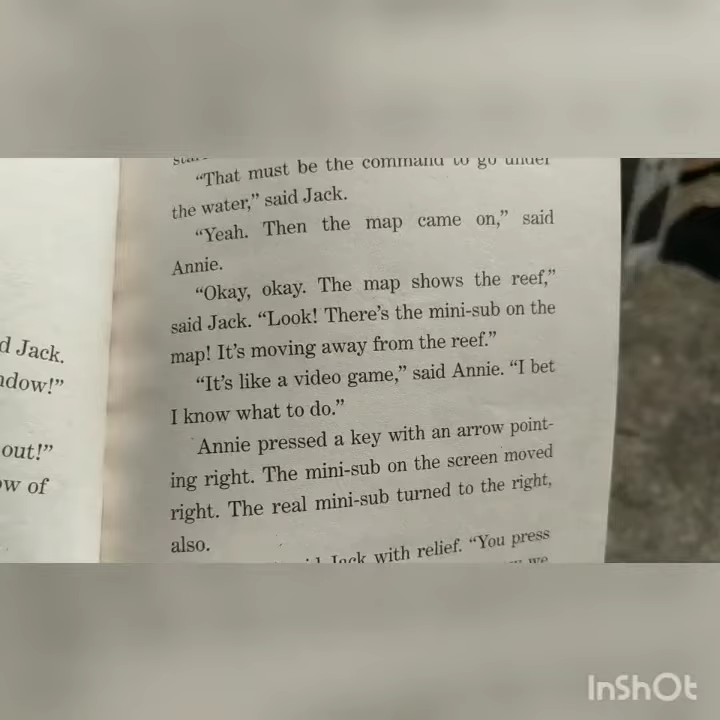 d Jack.
ndow!”
out!”
ow of
“That must be the command to go under
the water,” said Jack.
“Yeah. Then the map came on,” said
Annie.
“Okay, okay. The map shows the reef,”
said Jack. “Look! There’s the mini-sub on the
map! It’s moving away from the reef.”
“It’s like a video game,” said Annie. “I bet
I know what to do.”
Annie pressed a key with an arrow point-
ing right. The mini-sub on the screen moved
right. The real mini-sub turned to the right,
also.
Jack with relief. “You press
we
InShOt